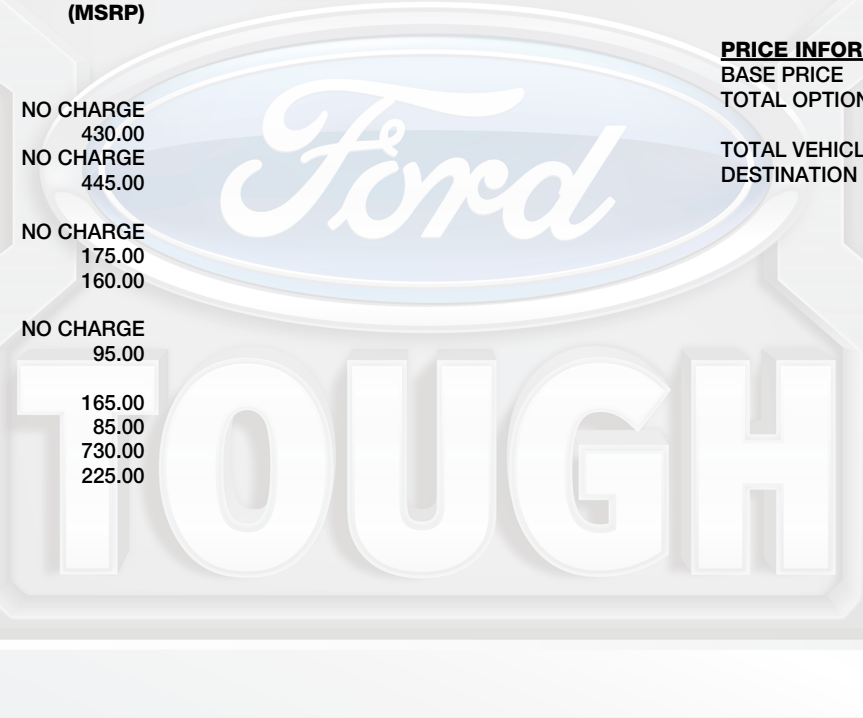 (MSRP)
NO CHARGE
430.00
NO CHARGE
445.00
NO CHARGE
175.00
160.00
NO CHARGE
95.00
165.00
85.00
730.00
225.00
PRICE INFOR
BASE PRICE
TOTAL OPTION
TOTAL VEHICL
DESTINATION
Ford
TOUGH